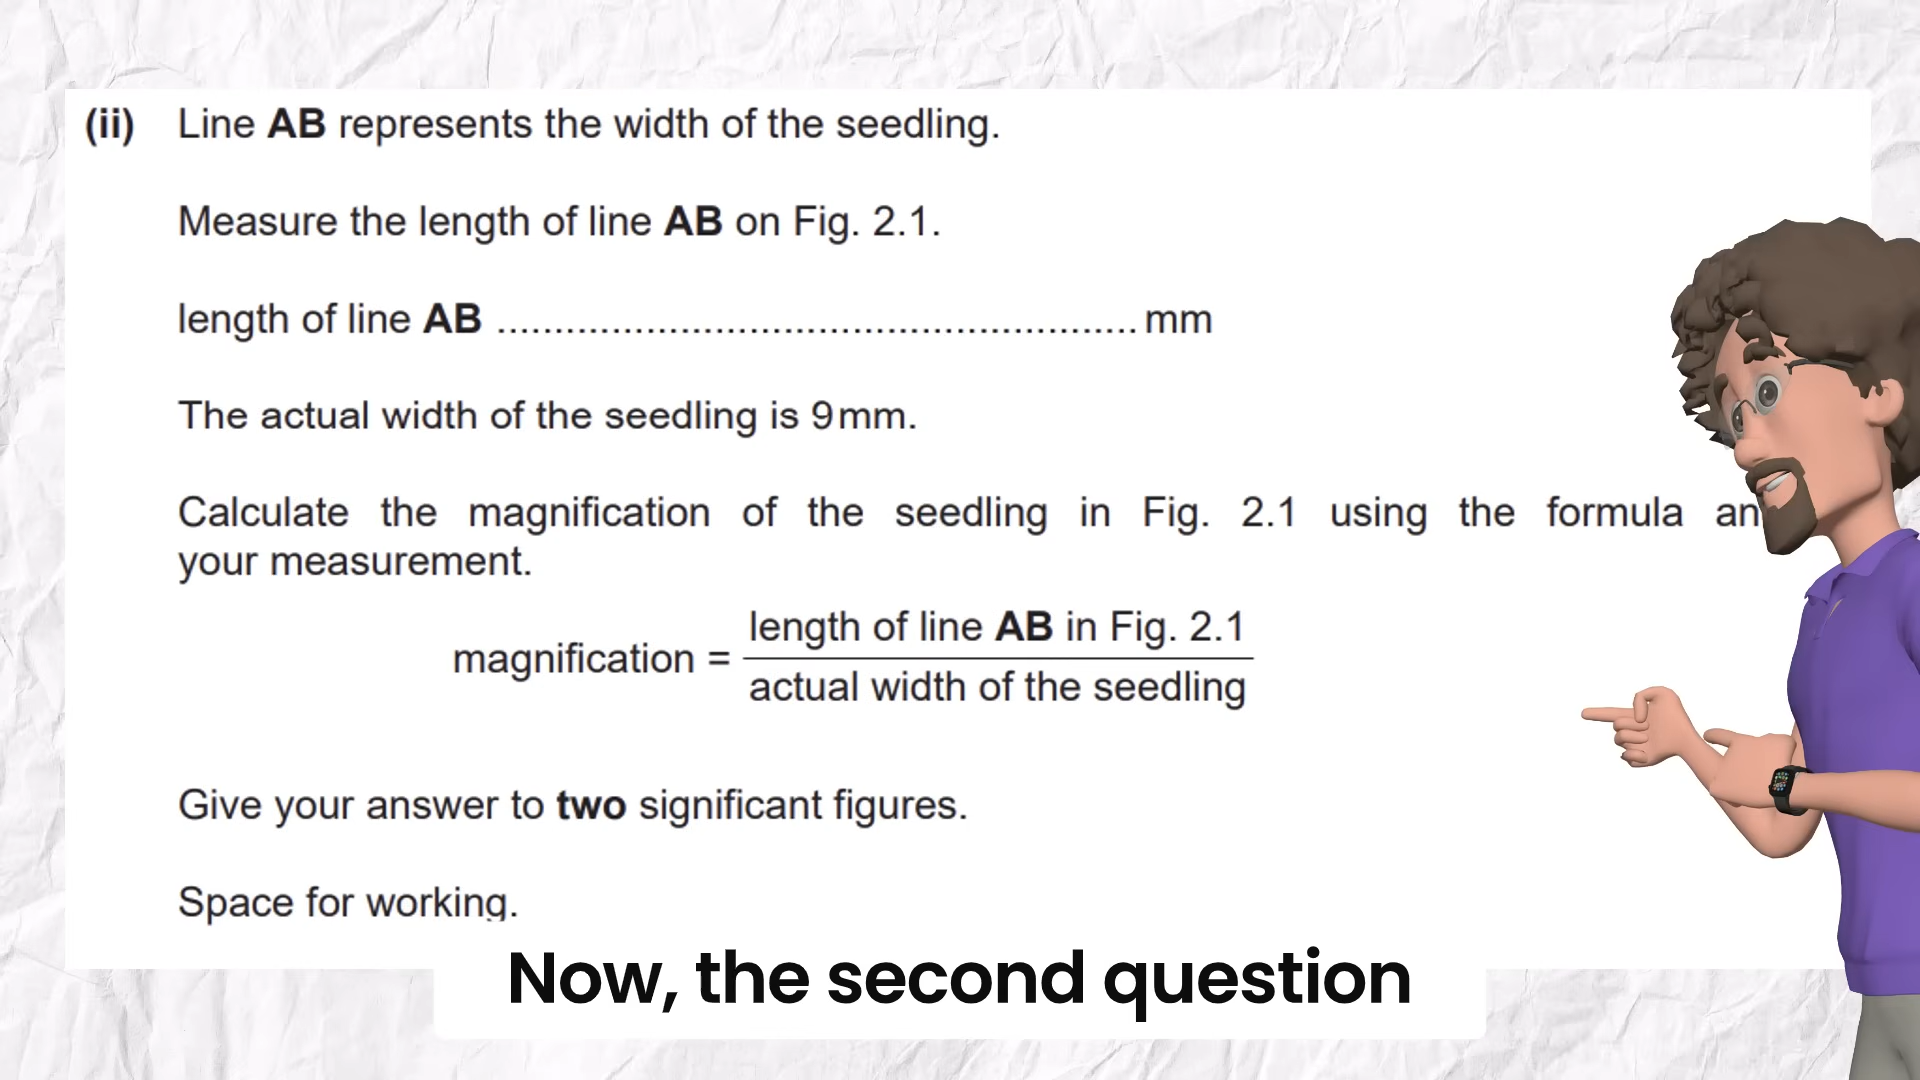 (ii) Line AB represents the width of the seedling.
Measure the length of line AB on Fig. 2.1.
length of line AB ........................................................ mm
The actual width of the seedling is 9 mm.
Calculate the magnification of the seedling in Fig. 2.1 using the formula an
your measurement.
magnification = length of line AB in Fig. 2.1
actual width of the seedling
Give your answer to two significant figures.
Space for working.
Now, the second question